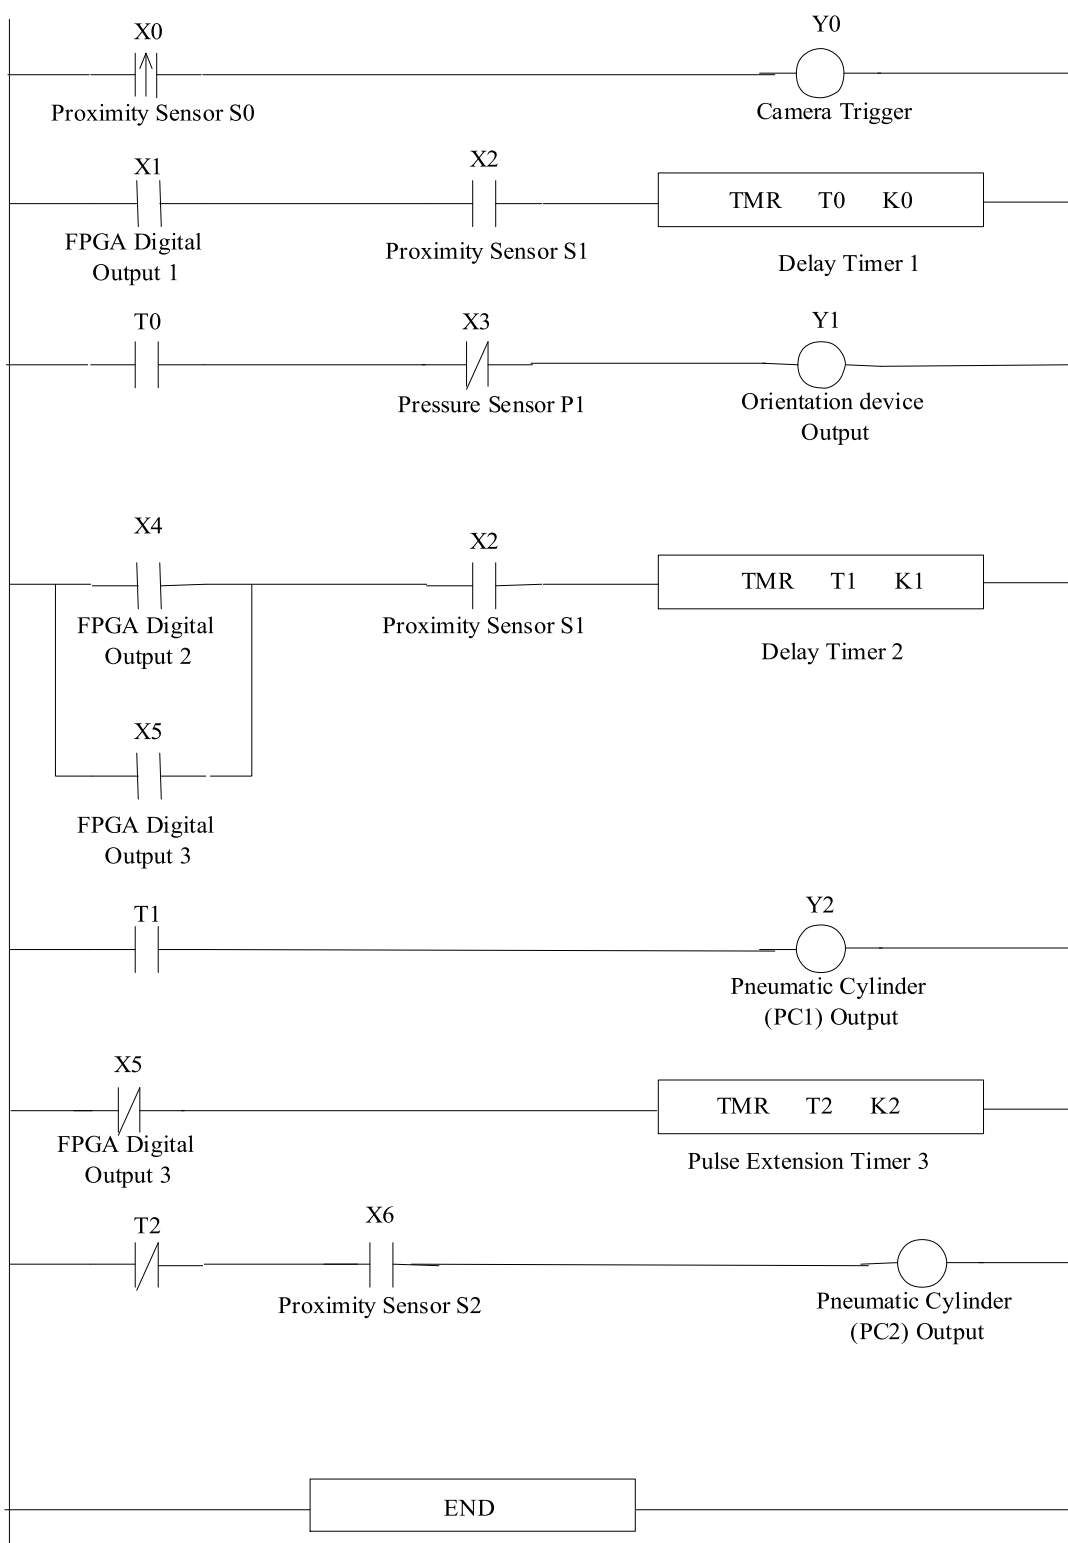 X0
Y0
Proximity Sensor S0
Camera Trigger
X1
X2
TMR T0 K0
FPGA Digital
Output 1
Proximity Sensor S1
Delay Timer 1
T0
X3
Y1
Pressure Sensor P1
Orientation device
Output
X4
X2
TMR T1 K1
FPGA Digital
Output 2
Proximity Sensor S1
Delay Timer 2
X5
FPGA Digital
Output 3
T1
Y2
Pneumatic Cylinder
(PC1) Output
X5
TMR T2 K2
FPGA Digital
Output 3
Pulse Extension Timer 3
T2
X6
Proximity Sensor S2
Pneumatic Cylinder
(PC2) Output
END